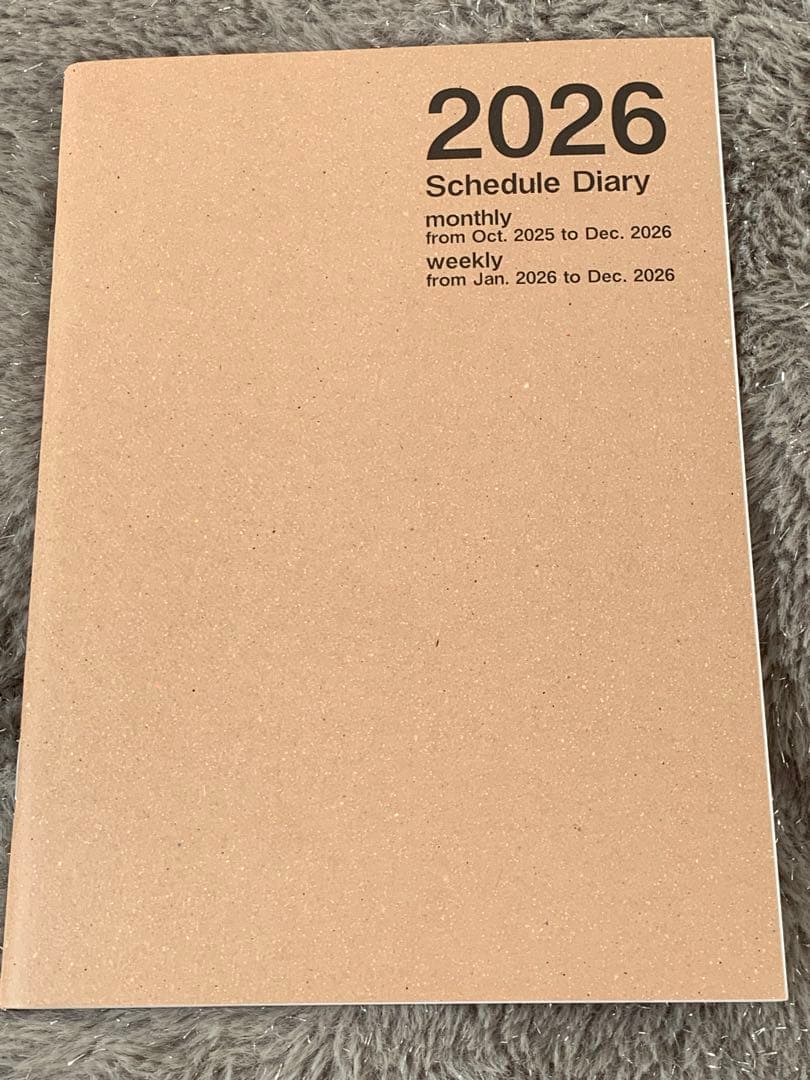 2026
Schedule Diary
monthly
from Oct. 2025 to Dec. 2026
weekly
from Jan. 2026 to Dec. 2026